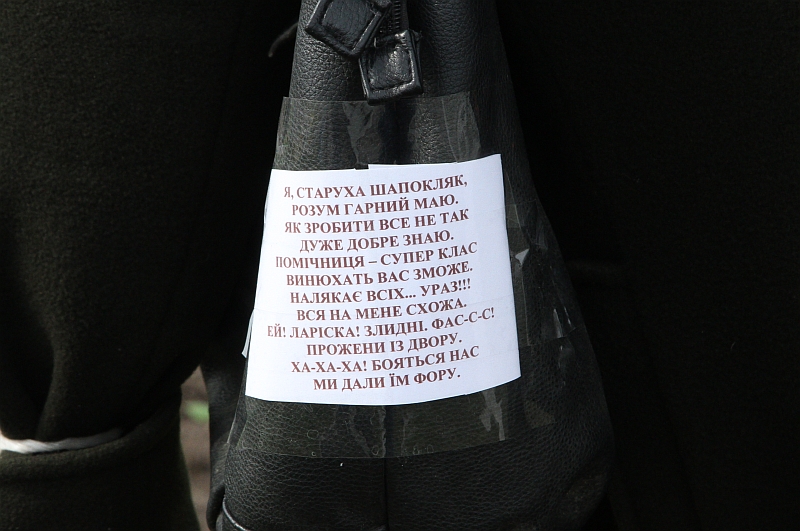 Я, СТАРУХА ШАПОКЛЯК,
РОЗУМ ГАРНИЙ МАЮ.
ЯК ЗРОБИТИ ВСЕ НЕ ТАК
ДУЖЕ ДОБРЕ ЗНАЮ.
ПОМІЧНИЦЯ – СУПЕР КЛАС
ВИНЮХАТЬ ВАС ЗМОЖЕ.
НАЛЯКАЄ ВСІХ... УРАЗ!!!
ВСЯ НА МЕНЕ СХОЖА.
ЕЙ! ЛАРІСКА! ЗЛИДНІ. ФАС-С-С!
ПРОЖЕНИ ІЗ ДВОРУ.
ХА-ХА-ХА! БОЯТЬСЯ НАС
МИ ДАЛИ ЇМ ФОРУ.